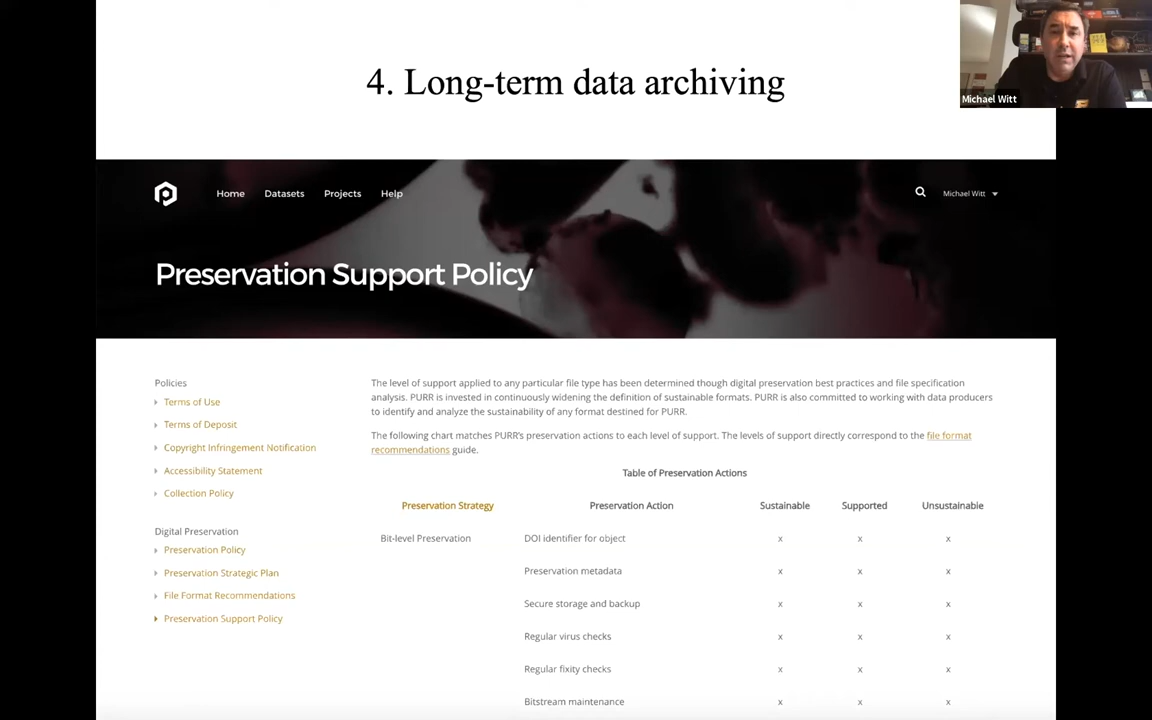 4. Long-term data archiving
Michael Witt
Home Datasets Projects Help
Michael Witt
Preservation Support Policy
Policies
Terms of Use
Terms of Deposit
Copyright Infringement Notification
Accessibility Statement
Collection Policy
Digital Preservation
Preservation Policy
Preservation Strategic Plan
File Format Recommendations
Preservation Support Policy
The level of support applied to any particular file type has been determined though digital preservation best practices and file specification
analysis. PURR is invested in continuously widening the definition of sustainable formats. PURR is also committed to working with data producers
to identify and analyze the sustainability of any format destined for PURR.
The following chart matches PURR's preservation actions to each level of support. The levels of support directly correspond to the file format
recommendations guide.
Table of Preservation Actions
Preservation Strategy Preservation Action Sustainable Supported Unsustainable
Bit-level Preservation DOI identifier for object x x x
Preservation metadata x x x
Secure storage and backup x x x
Regular virus checks x x x
Regular fixity checks x x x
Bitstream maintenance x x x